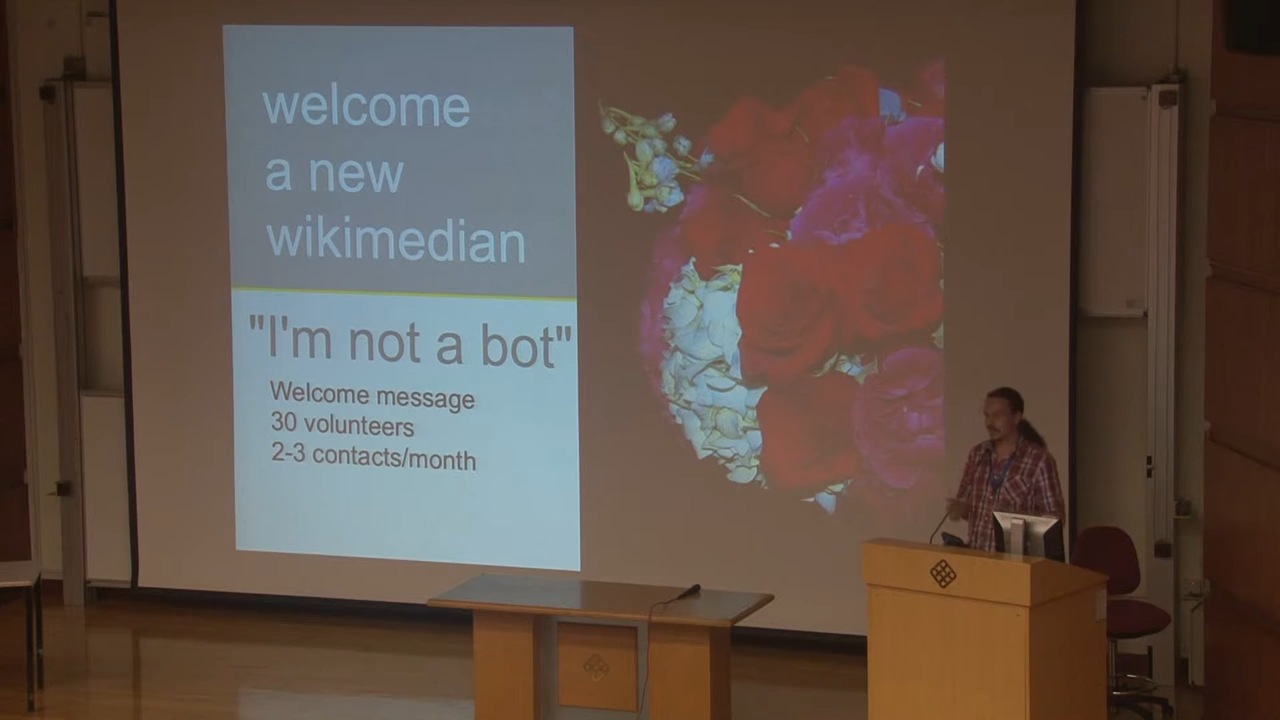 welcome
a new
wikimedian
"I'm not a bot"
Welcome message
30 volunteers
2-3 contacts/month